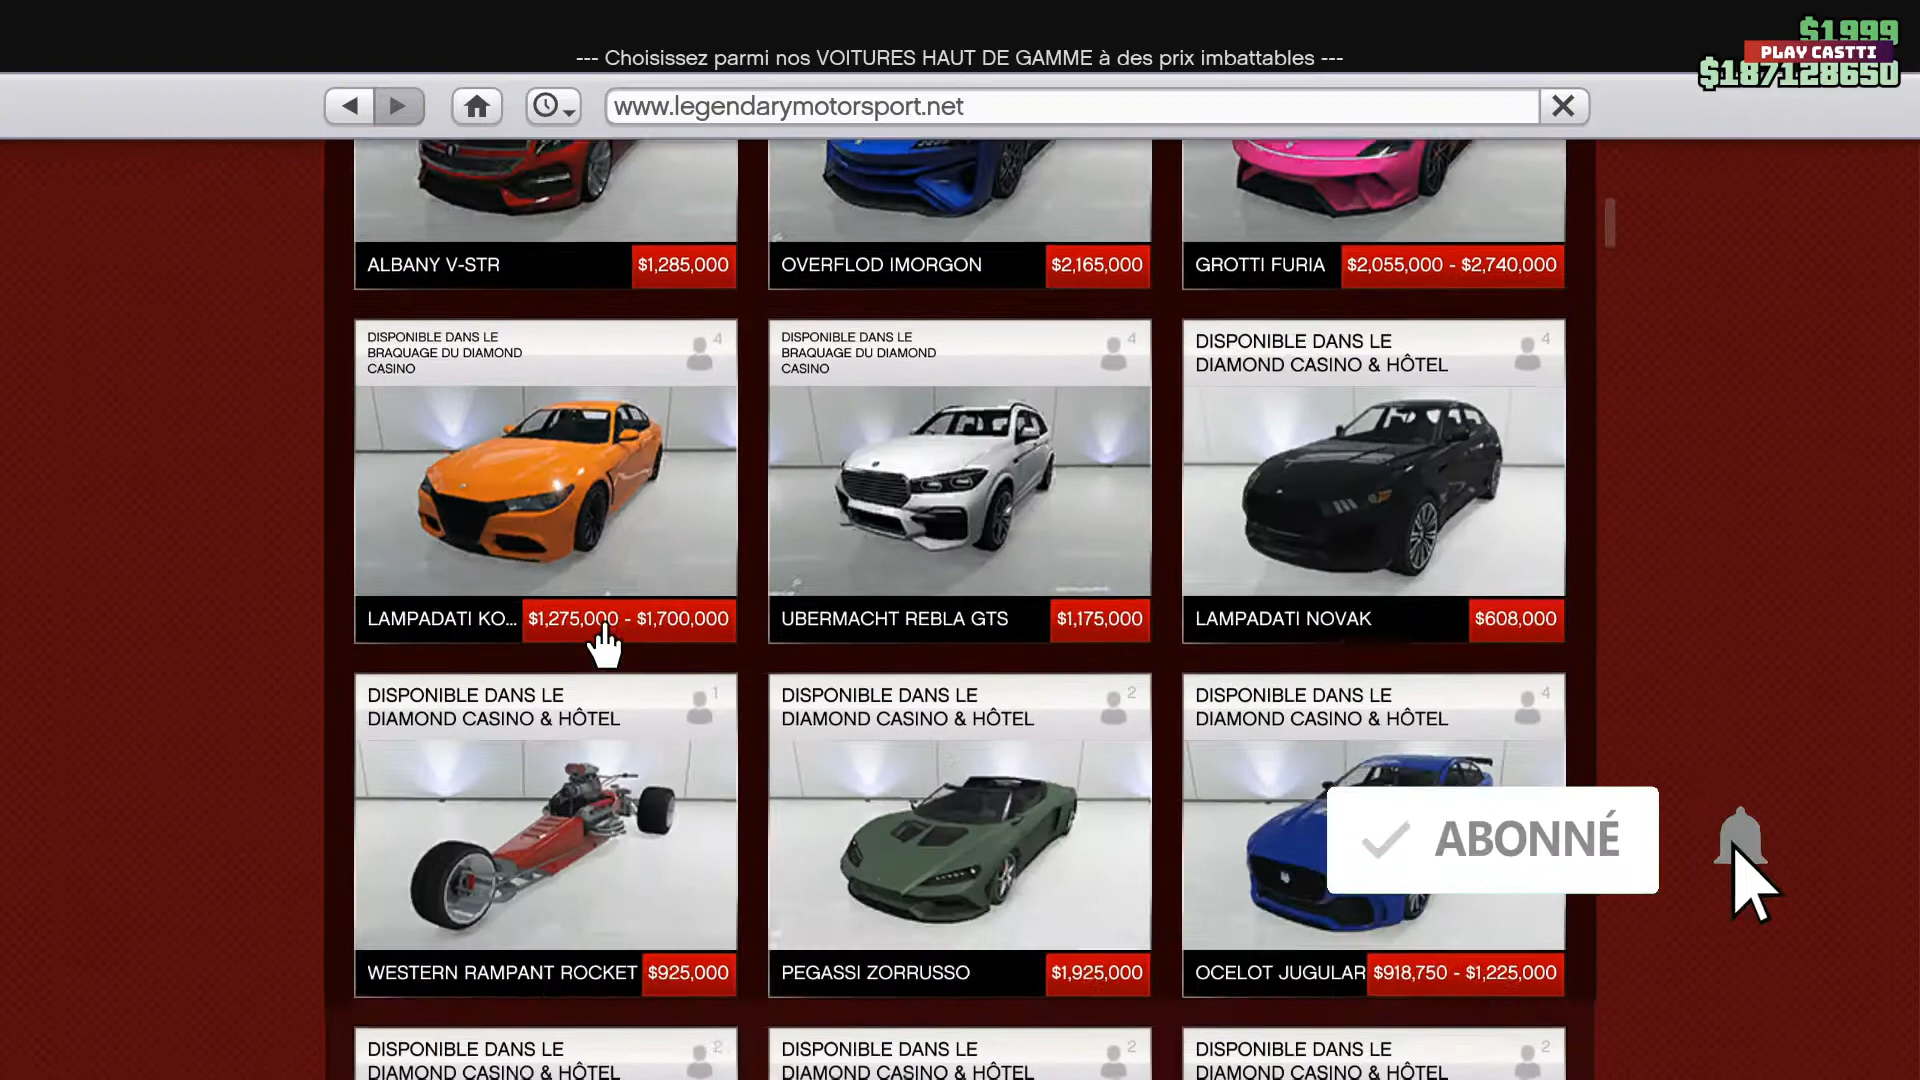 $1999
PLAY CASTTI
$187128650
--- Choisissez parmi nos VOITURES HAUT DE GAMME à des prix imbattables ---
www.legendarymotorsport.net
ALBANY V-STR
$1,285,000
OVERFLOD IMORGON
$2,165,000
GROTTI FURIA
$2,055,000 - $2,740,000
DISPONIBLE DANS LE
BRAQUAGE DU DIAMOND
CASINO
4
DISPONIBLE DANS LE
BRAQUAGE DU DIAMOND
CASINO
4
DISPONIBLE DANS LE
DIAMOND CASINO & HÔTEL
4
LAMPADATI KO...
$1,275,000 - $1,700,000
UBERMACHT REBLA GTS
$1,175,000
LAMPADATI NOVAK
$608,000
DISPONIBLE DANS LE
DIAMOND CASINO & HÔTEL
1
DISPONIBLE DANS LE
DIAMOND CASINO & HÔTEL
2
DISPONIBLE DANS LE
DIAMOND CASINO & HÔTEL
4
ABONNÉ
WESTERN RAMPANT ROCKET
$925,000
PEGASSI ZORRUSSO
$1,925,000
OCELOT JUGULAR
$918,750 - $1,225,000
DISPONIBLE DANS LE
DIAMOND CASINO & HÔTEL
2
DISPONIBLE DANS LE
DIAMOND CASINO & HÔTEL
2
DISPONIBLE DANS LE
DIAMOND CASINO & HÔTEL
2